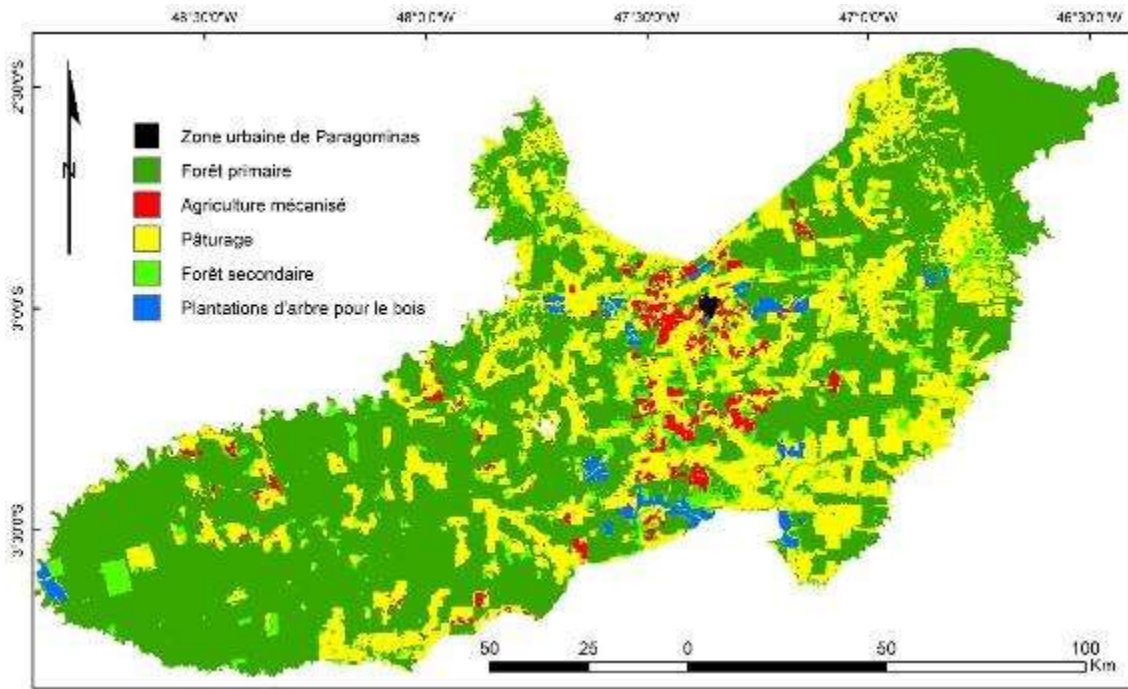 48°30'0"W 48°0'0"W 47°30'0"W 47°0'0"W 46°30'0"W
2°30'0"S
3°0'0"S
3°30'0"S
N
Zone urbaine de Paragominas
Forêt primaire
Agriculture mécanisé
Pâturage
Forêt secondaire
Plantations d'arbre pour le bois
50 25 0 50 100
Km